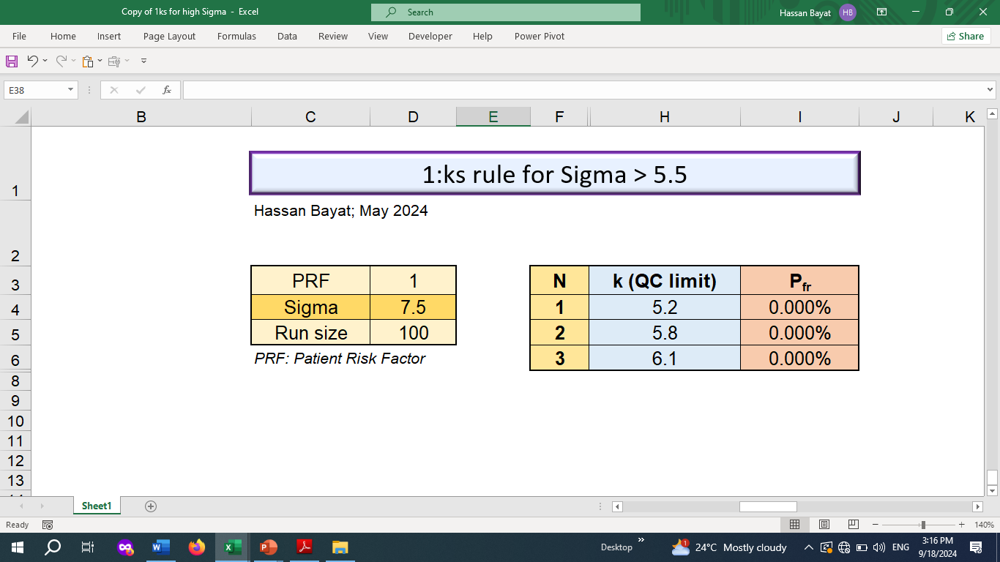 Copy of 1ks for high Sigma - Excel
Search
Hassan Bayat HB
File Home Insert Page Layout Formulas Data Review View Developer Help Power Pivot
Share
E38
fx
B C D E F H I J K
1
1:ks rule for Sigma > 5.5
Hassan Bayat; May 2024
2
3 PRF 1 N k (QC limit) Pfr
4 Sigma 7.5 1 5.2 0.000%
5 Run size 100 2 5.8 0.000%
6 PRF: Patient Risk Factor 3 6.1 0.000%
8
9
10
11
12
13
Sheet1
Ready
140%
Desktop
24°C Mostly cloudy
1
ENG
3:16 PM
9/18/2024